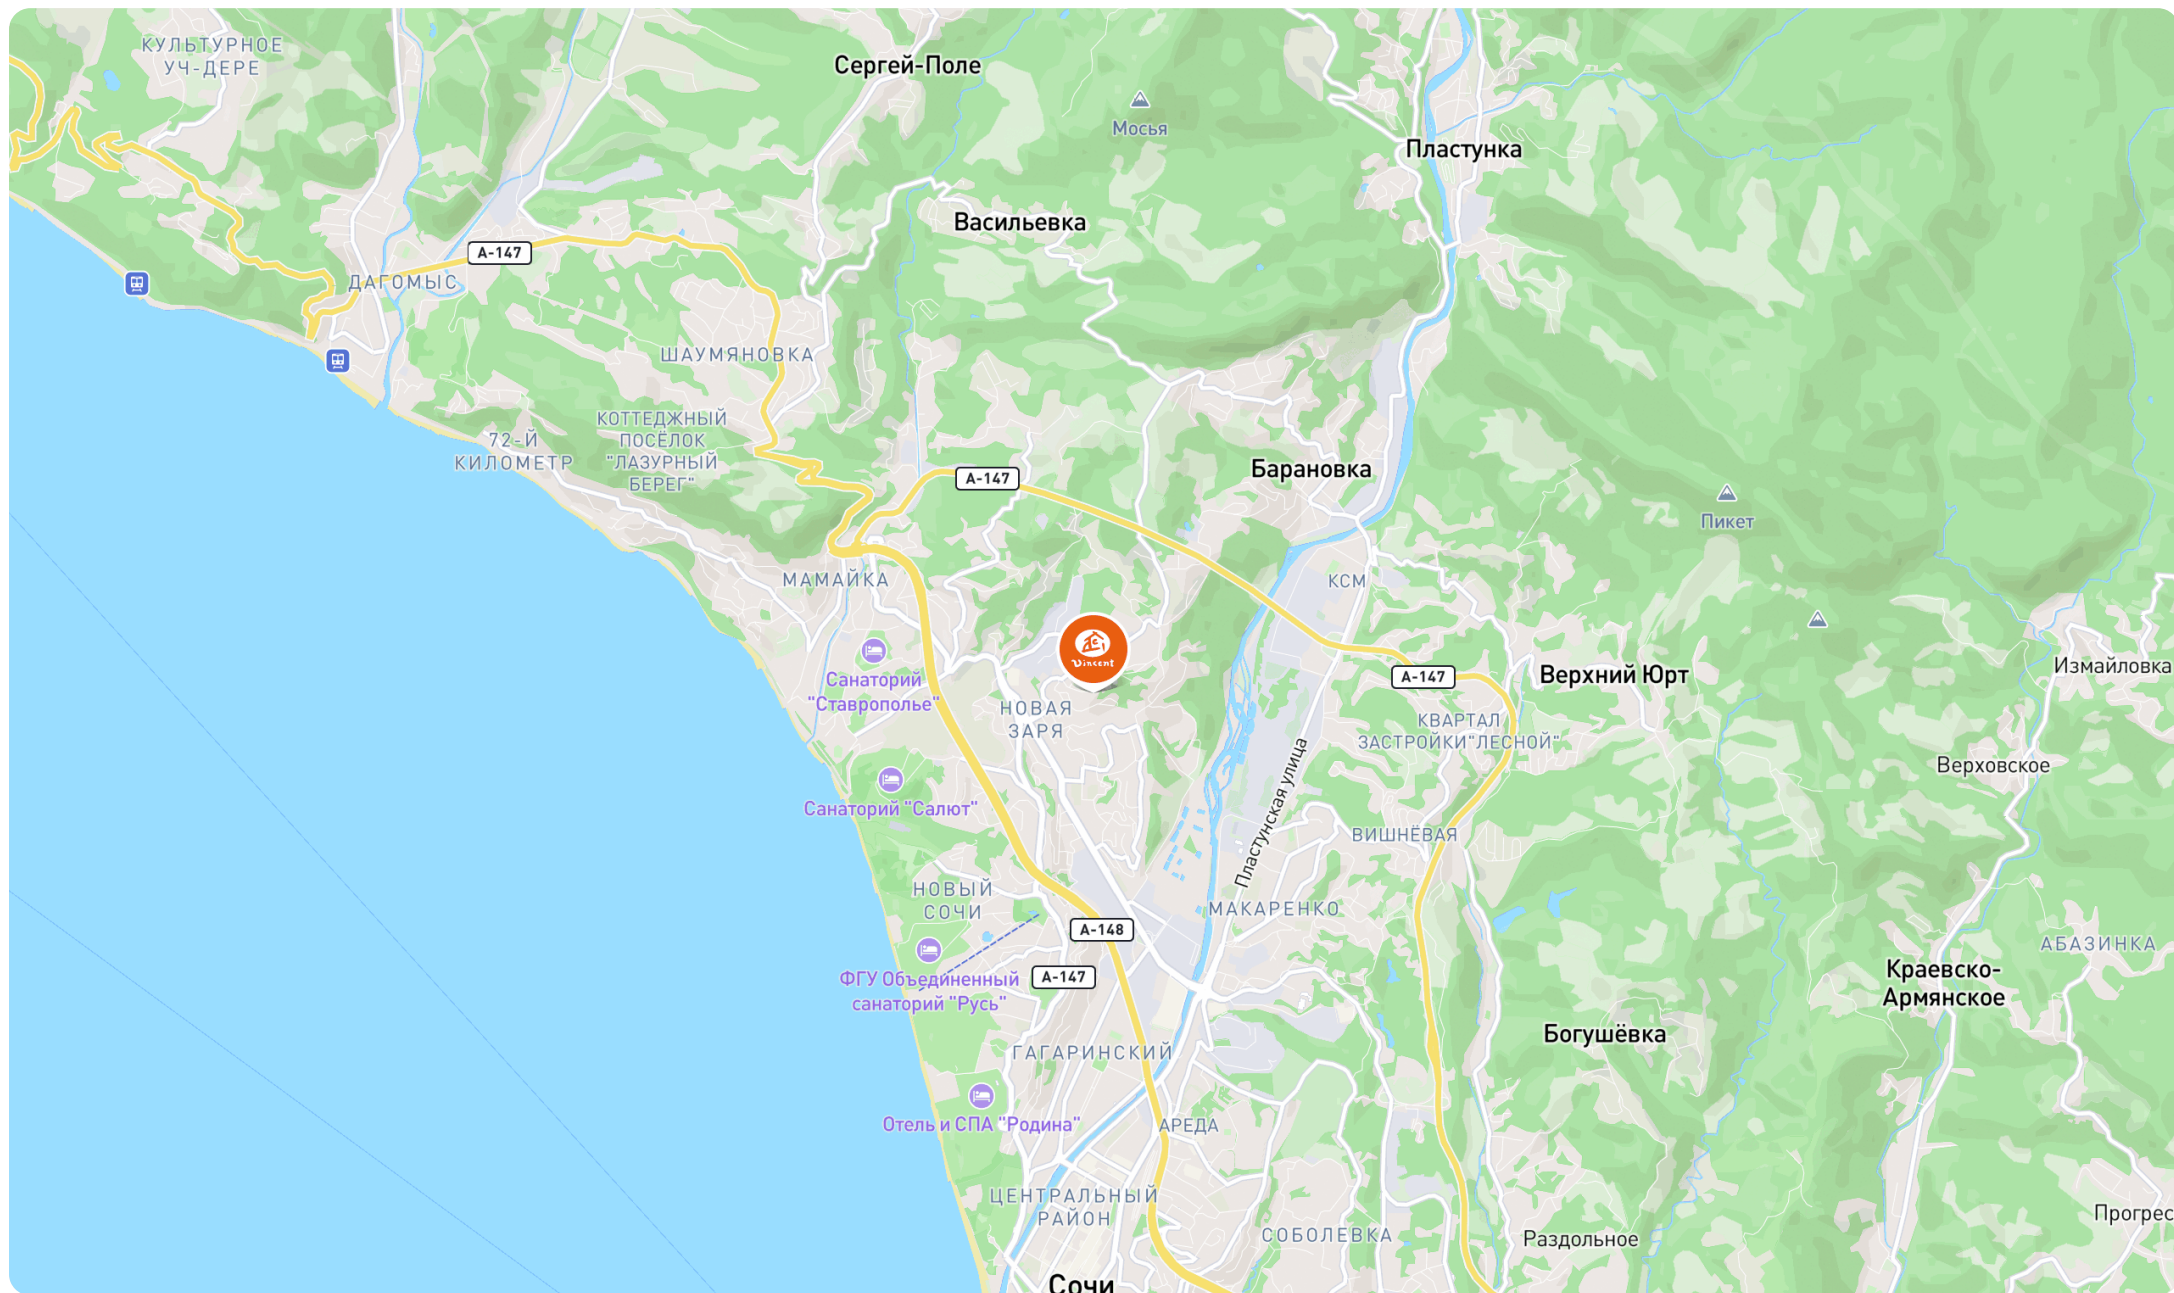 КУЛЬТУРНОЕ
УЧ-ДЕРЕ
Сергей-Поле
Мосья
Пластунка
Васильевка
А-147
ДАГОМЫС
ШАУМЯНОВКА
КОТТЕДЖНЫЙ
ПОСЁЛОК
"ЛАЗУРНЫЙ
БЕРЕГ"
72-Й
КИЛОМЕТР
А-147
Барановка
Пикет
МАМАЙКА
КСМ
Vincent
Санаторий
"Ставрополье"
А-147
Верхний Юрт
Измайловка
НОВАЯ
ЗАРЯ
КВАРТАЛ
ЗАСТРОЙКИ"ЛЕСНОЙ"
Верховское
Санаторий "Салют"
Пластунская улица
ВИШНЁВАЯ
НОВЫЙ
СОЧИ
МАКАРЕНКО
А-148
АБАЗИНКА
ФГУ Объединенный
санаторий "Русь"
А-147
Краевско-
Армянское
Богушёвка
ГАГАРИНСКИЙ
Отель и СПА "Родина"
АРЕДА
ЦЕНТРАЛЬНЫЙ
РАЙОН
СОБОЛЕВКА
Раздольное
Прогрес
Сочи